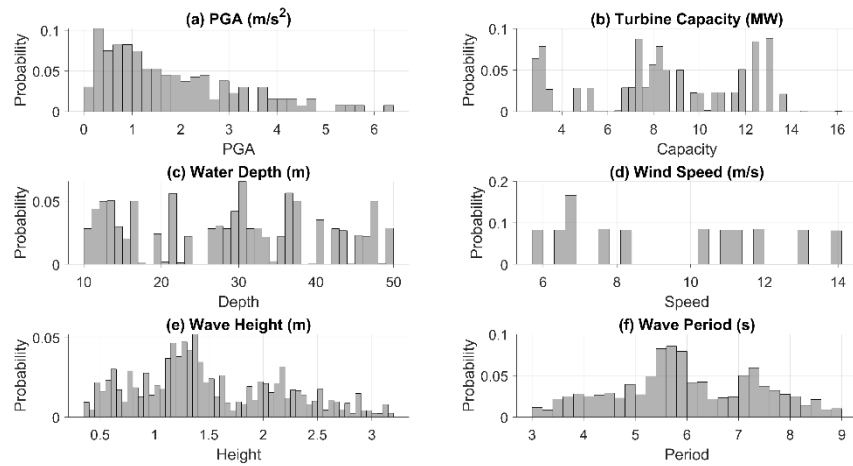 (a) PGA (m/s²)
Probability
0.1
0.05
0
0 1 2 3 4 5 6
PGA
(b) Turbine Capacity (MW)
Probability
0.1
0.05
0
4 6 8 10 12 14 16
Capacity
(c) Water Depth (m)
Probability
0.05
0
10 20 30 40 50
Depth
(d) Wind Speed (m/s)
Probability
0.2
0.1
0
6 8 10 12 14
Speed
(e) Wave Height (m)
Probability
0.05
0
0.5 1 1.5 2 2.5 3
Height
(f) Wave Period (s)
Probability
0.1
0.05
0
3 4 5 6 7 8 9
Period